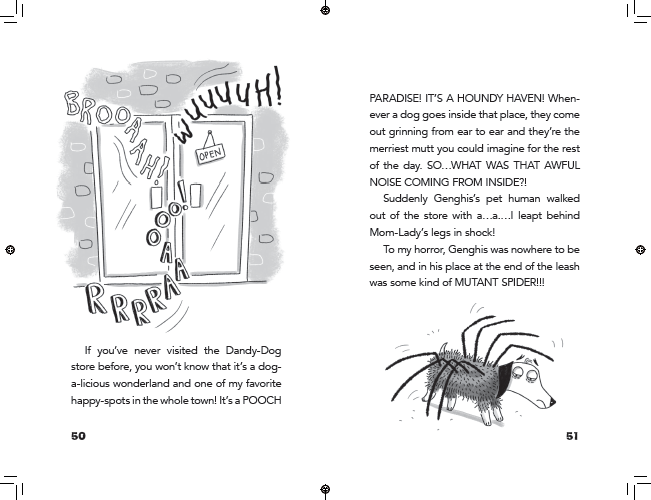 BROOAAAH!!
WUUUUH!
OPEN
RRRRRAAAAOOOO!
If you've never visited the Dandy-Dog
store before, you won't know that it's a dog-
a-licious wonderland and one of my favorite
happy-spots in the whole town! It's a POOCH
50
PARADISE! IT'S A HOUNDY HAVEN! When-
ever a dog goes inside that place, they come
out grinning from ear to ear and they're the
merriest mutt you could imagine for the rest
of the day. SO…WHAT WAS THAT AWFUL
NOISE COMING FROM INSIDE?!
Suddenly Genghis's pet human walked
out of the store with a…a.…I leapt behind
Mom-Lady's legs in shock!
To my horror, Genghis was nowhere to be
seen, and in his place at the end of the leash
was some kind of MUTANT SPIDER!!!
51